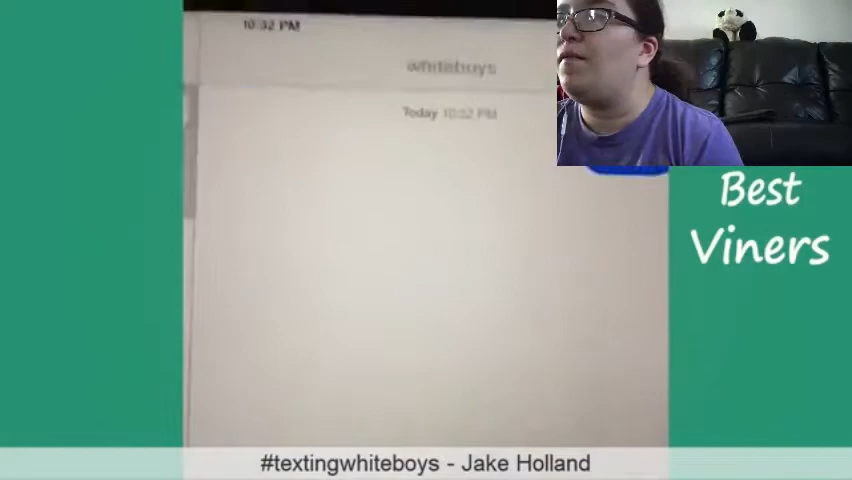 10:32 PM
whiteboys
Today 10:32 PM
Best
Viners
#textingwhiteboys - Jake Holland